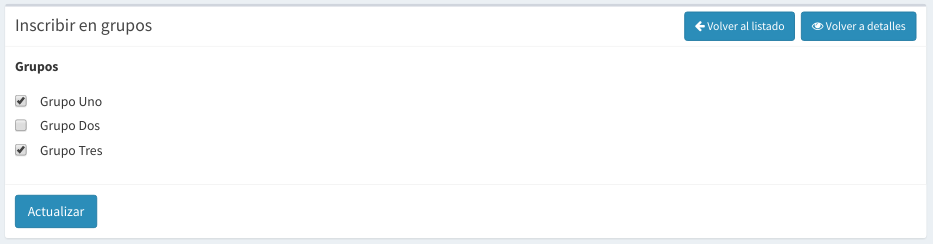 Inscribir en grupos
Volver al listado
Volver a detalles
Grupos
Grupo Uno
Grupo Dos
Grupo Tres
Actualizar